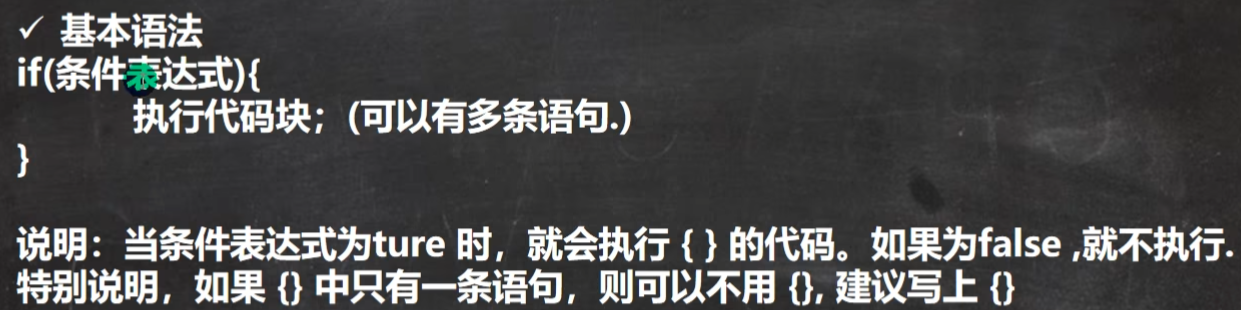 ✓ 基本语法
if(条件表达式){
执行代码块；(可以有多条语句.)
}
说明：当条件表达式为ture 时，就会执行 { } 的代码。如果为false ,就不执行.
特别说明，如果 {} 中只有一条语句，则可以不用 {}, 建议写上 {}